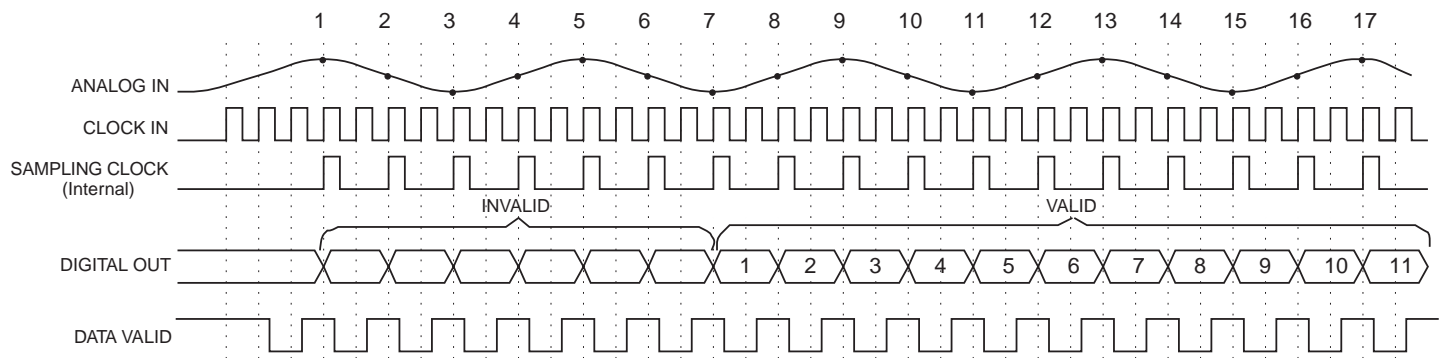 1 2 3 4 5 6 7 8 9 10 11 12 13 14 15 16 17
ANALOG IN
CLOCK IN
SAMPLING CLOCK
(Internal)
INVALID VALID
DIGITAL OUT 1 2 3 4 5 6 7 8 9 10 11
DATA VALID